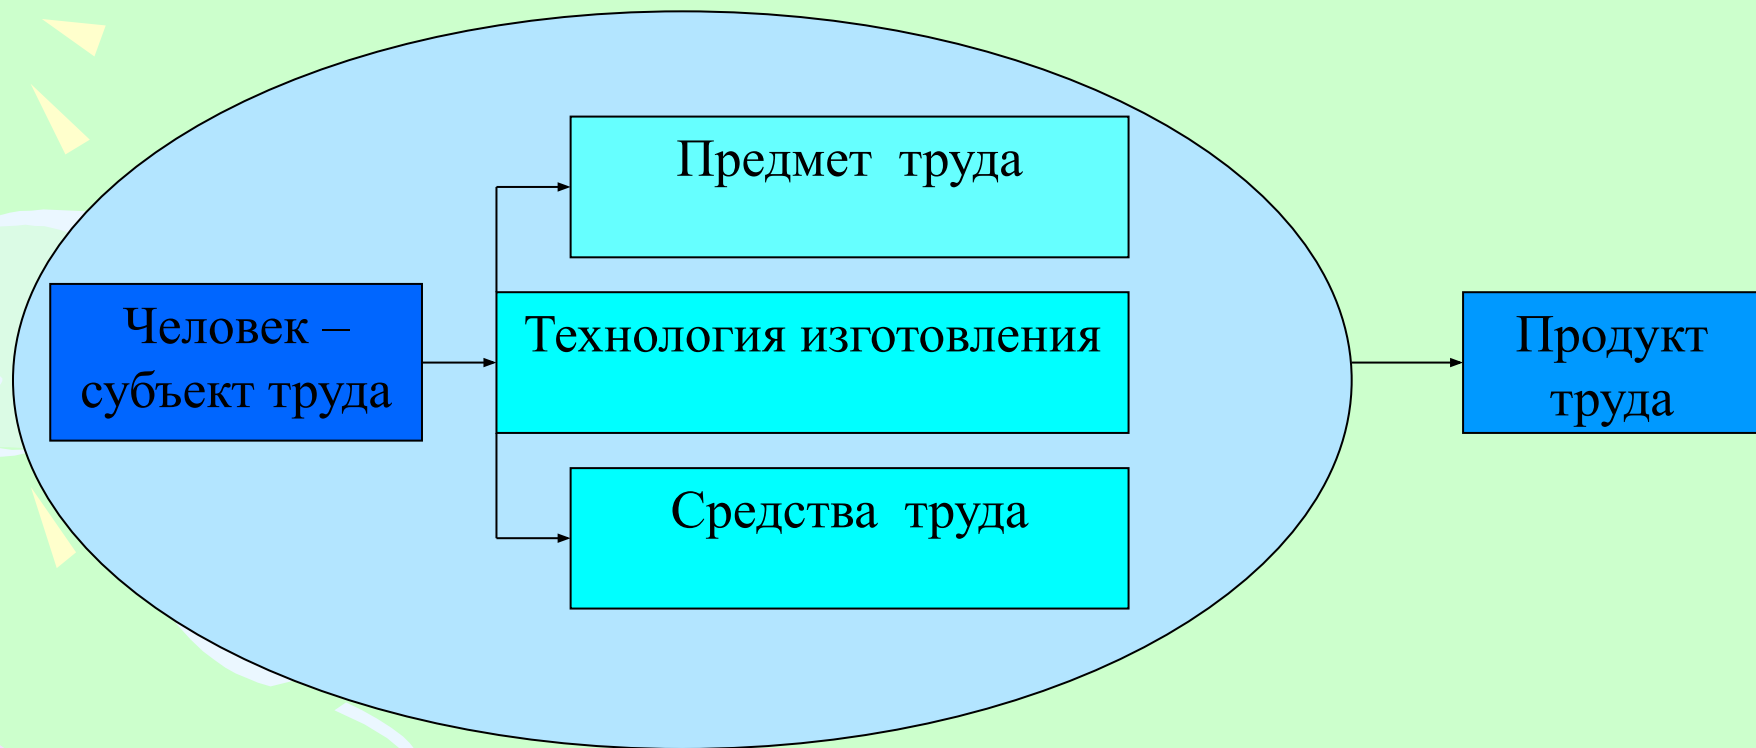 Предмет труда
Человек –
субъект труда
Технология изготовления
Средства труда
Продукт
труда